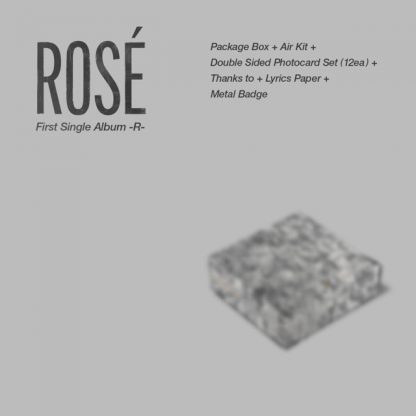 ROSÉ
First Single Album -R-
Package Box + Air Kit +
Double Sided Photocard Set (12ea) +
Thanks to + Lyrics Paper +
Metal Badge